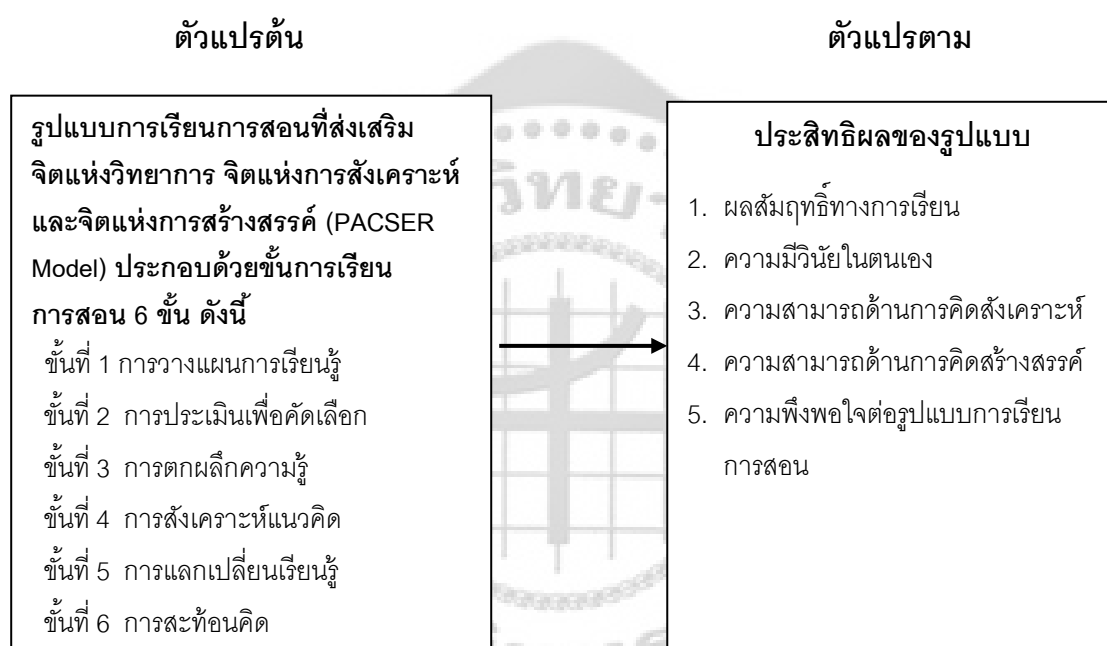 ตัวแปรต้น
ตัวแปรตาม
รูปแบบการเรียนการสอนที่ส่งเสริม
จิตแห่งวิทยาการ จิตแห่งการสังเคราะห์
และจิตแห่งการสร้างสรรค์ (PACSER
Model) ประกอบด้วยขั้นการเรียน
การสอน 6 ขั้น ดังนี้
ขั้นที่ 1 การวางแผนการเรียนรู้
ขั้นที่ 2 การประเมินเพื่อคัดเลือก
ขั้นที่ 3 การตกผลึกความรู้
ขั้นที่ 4 การสังเคราะห์แนวคิด
ขั้นที่ 5 การแลกเปลี่ยนเรียนรู้
ขั้นที่ 6 การสะท้อนคิด
ประสิทธิผลของรูปแบบ
1. ผลสัมฤทธิ์ทางการเรียน
2. ความมีวินัยในตนเอง
3. ความสามารถด้านการคิดสังเคราะห์
4. ความสามารถด้านการคิดสร้างสรรค์
5. ความพึงพอใจต่อรูปแบบการเรียน
การสอน